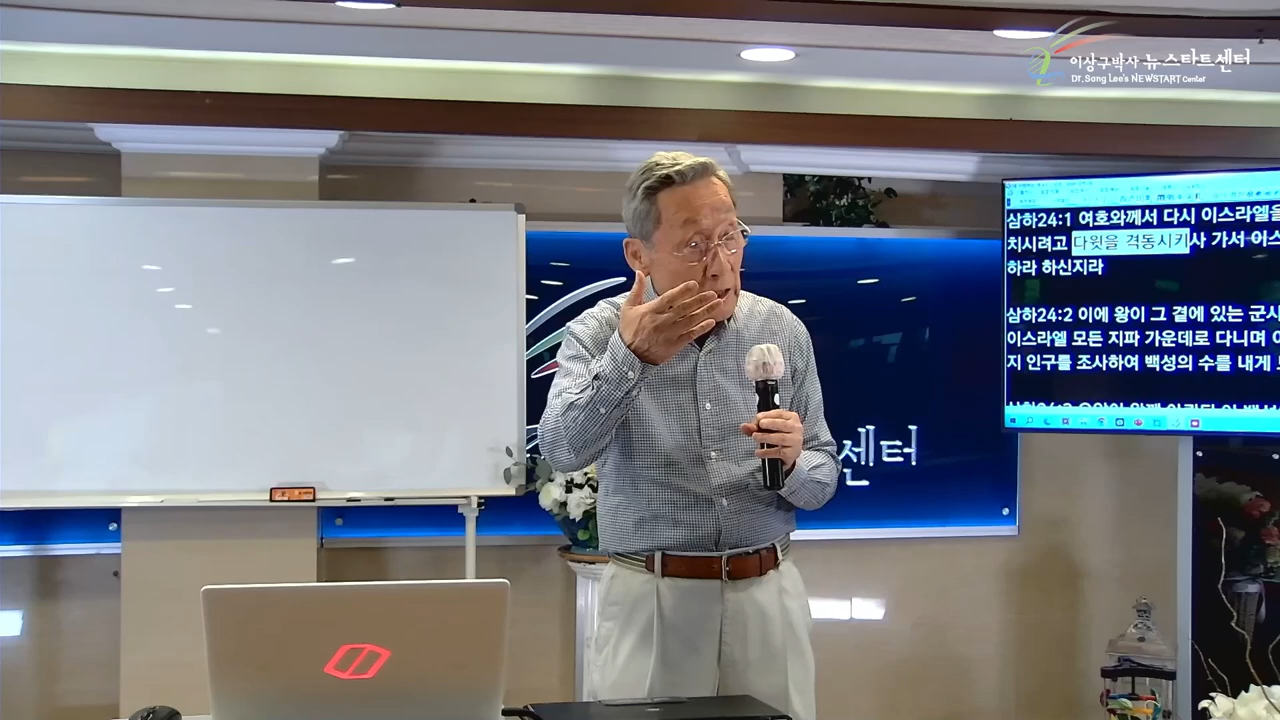 이상구박사 뉴스타트센터
Dr. Sang Lee's NEWSTART Center
삼하24:1 여호와께서 다시 이스라엘을
치시려고 다윗을 격동시키사 가서 이스
하라 하신지라
삼하24:2 이에 왕이 그 곁에 있는 군사
이스라엘 모든 지파 가운데로 다니며
지 인구를 조사하여 백성의 수를 내게
센터